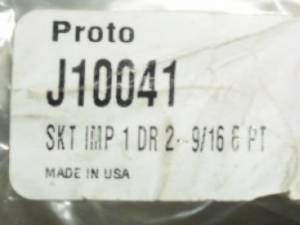 Proto
J10041
SKT IMP 1 DR 2- 9/16 6 PT
MADE IN USA